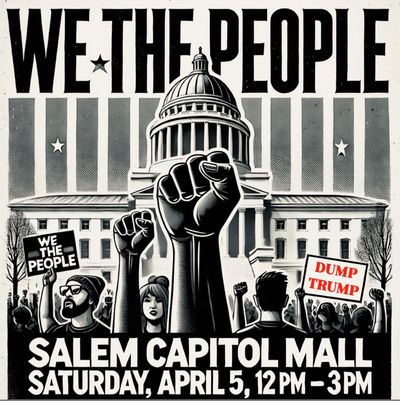 WE THE PEOPLE
WE
THE
PEOPLE
DUMP
TRUMP
SALEM CAPITOL MALL
SATURDAY, APRIL 5, 12 PM – 3 PM